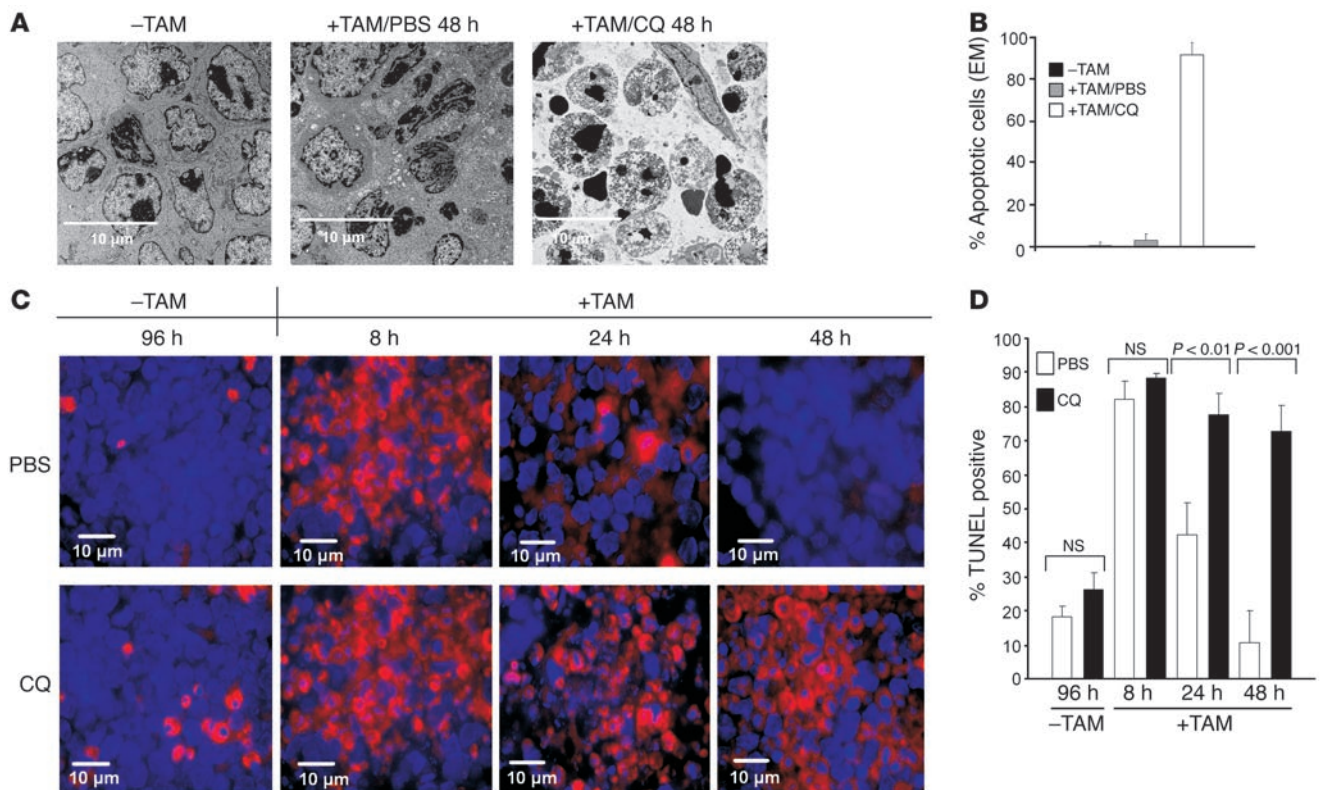 A
–TAM
+TAM/PBS 48 h
+TAM/CQ 48 h
10 µm
10 µm
10 µm
B
% Apoptotic cells (EM)
100
80
60
40
20
0
–TAM
+TAM/PBS
+TAM/CQ
C
–TAM
+TAM
96 h
8 h
24 h
48 h
PBS
10 µm
10 µm
10 µm
10 µm
CQ
10 µm
10 µm
10 µm
10 µm
D
% TUNEL positive
100
90
80
70
60
50
40
30
20
10
0
PBS
CQ
NS
NS
P < 0.01
P < 0.001
96 h
8 h
24 h
48 h
–TAM
+TAM